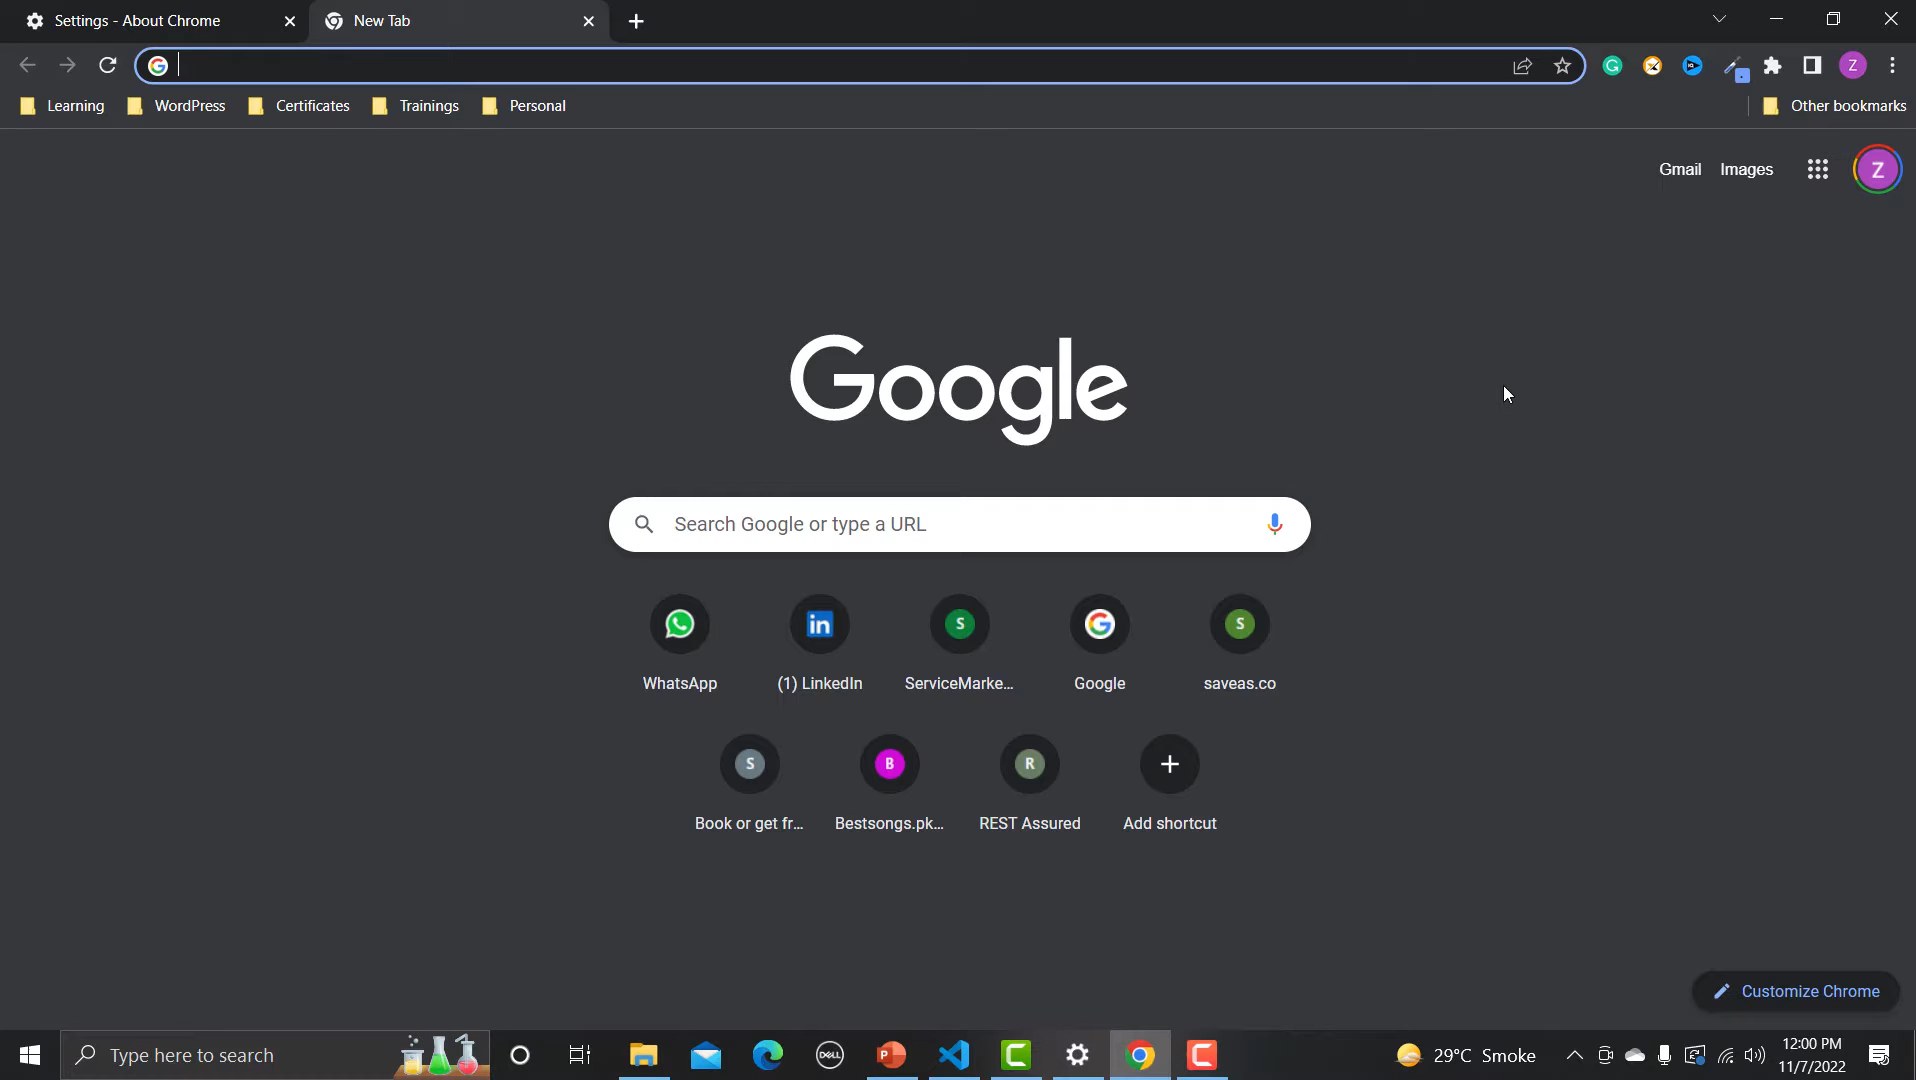 Settings - About Chrome
New Tab
Learning
WordPress
Certificates
Trainings
Personal
Other bookmarks
Gmail
Images
Z
Google
Search Google or type a URL
WhatsApp
(1) LinkedIn
ServiceMarke...
Google
saveas.co
Book or get fr...
Bestsongs.pk...
REST Assured
Add shortcut
Customize Chrome
Type here to search
DELL
29°C Smoke
12:00 PM
11/7/2022